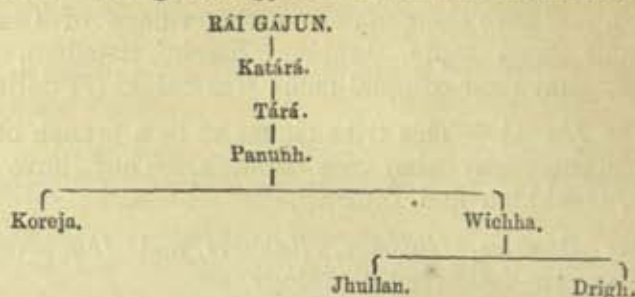 RÁI GÁJUN.
Katárá.
Tárá.
Panuhh.
Koreja. Wichha.
Jhullan. Drigh.